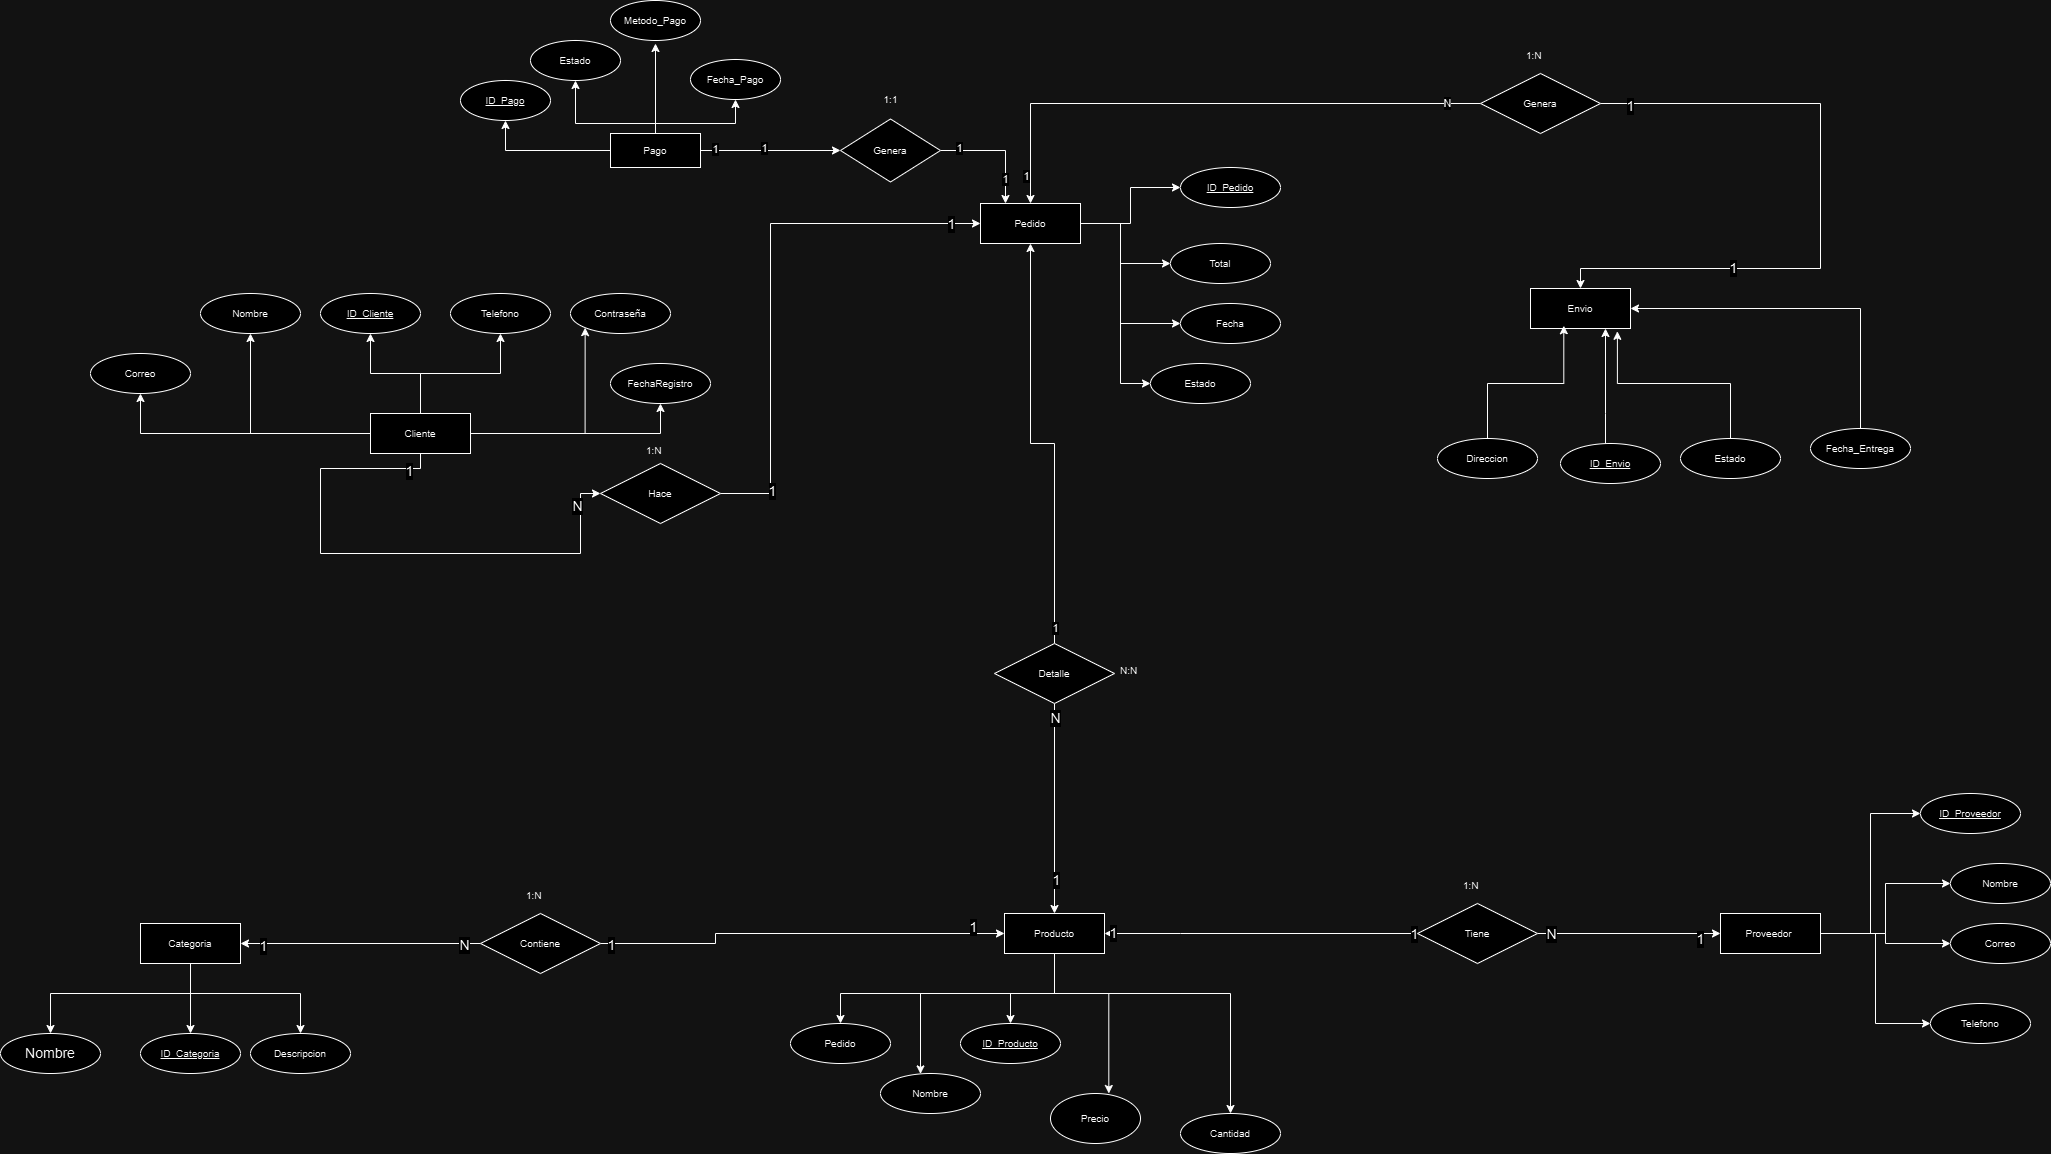 Metodo_Pago
Estado
Fecha_Pago
ID_Pago
Pago
1
1
1:1
Genera
1
1
1:N
Genera
N
1
1
1
Pedido
1
ID_Pedido
Total
Fecha
Estado
1
Envio
Direccion
ID_Envio
Estado
Fecha_Entrega
Nombre
ID_Cliente
Telefono
Contraseña
Correo
FechaRegistro
Cliente
1
1:N
Hace
N
1
1
Detalle
N:N
N
1
ID_Proveedor
Nombre
Correo
Telefono
Proveedor
1:N
Tiene
1
1
N
1
Producto
1
1:N
Contiene
N
1
1
Categoria
Nombre
ID_Categoria
Descripcion
Pedido
ID_Producto
Nombre
Precio
Cantidad